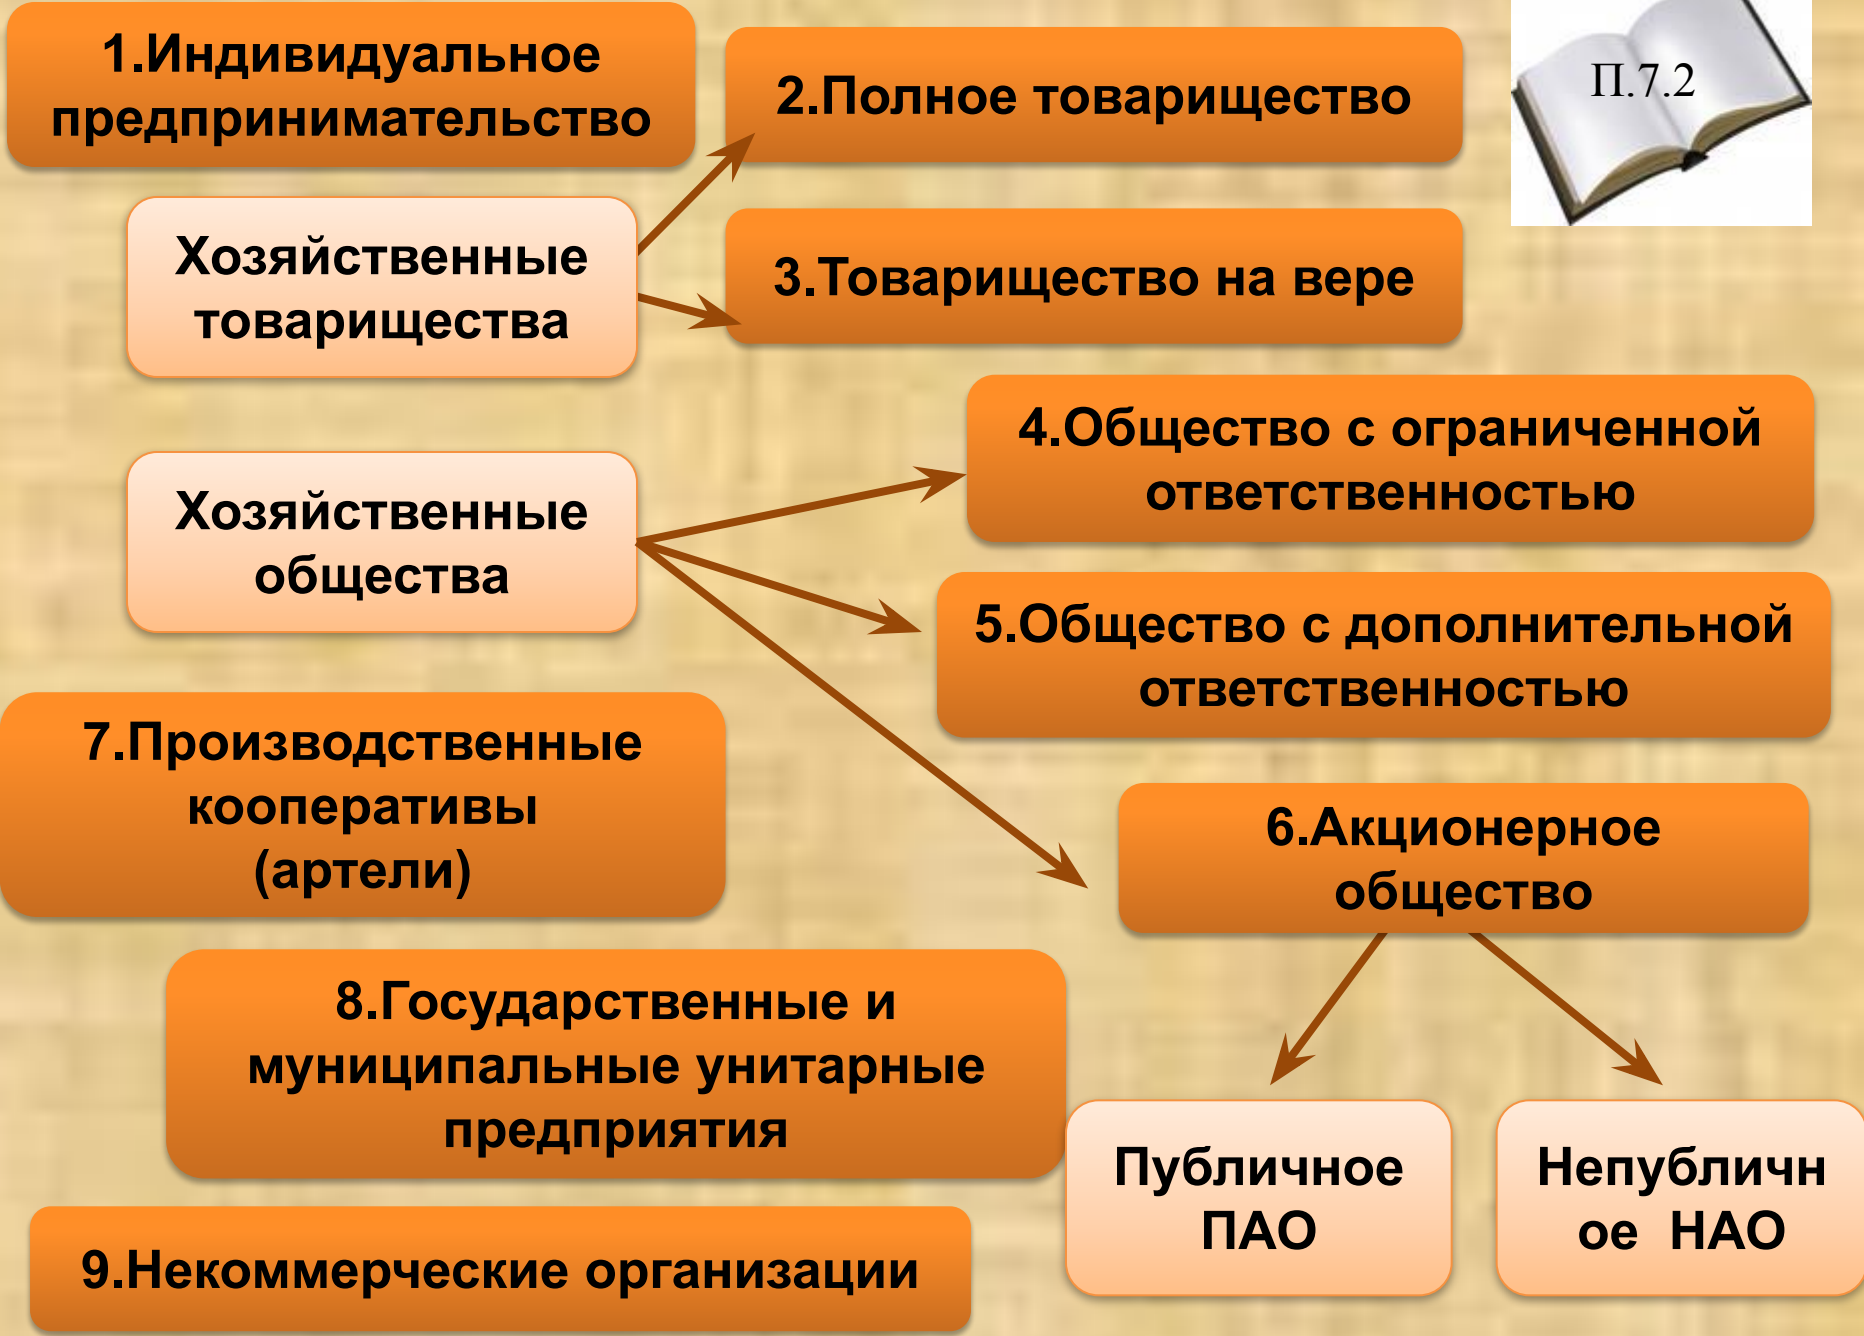 1.Индивидуальное
предпринимательство
2.Полное товарищество
П.7.2
Хозяйственные
товарищества
3.Товарищество на вере
4.Общество с ограниченной
ответственностью
Хозяйственные
общества
5.Общество с дополнительной
ответственностью
7.Производственные
кооперативы
(артели)
6.Акционерное
общество
8.Государственные и
муниципальные унитарные
предприятия
Публичное
ПАО
Непубличн
ое НАО
9.Некоммерческие организации